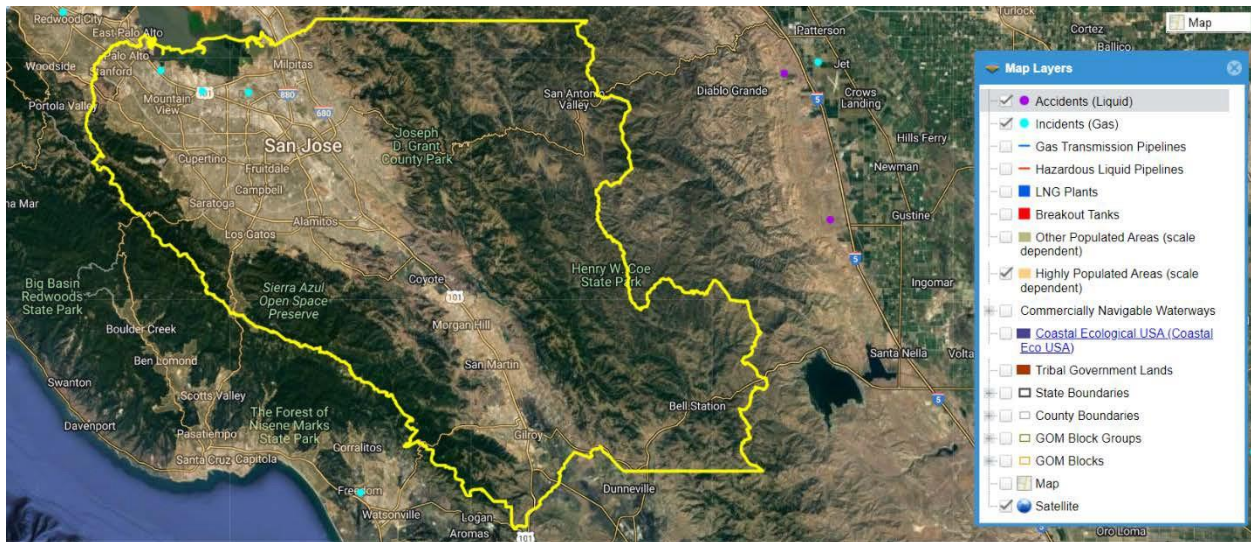 Redwood City
East Palo Alto
Woodside
Palo Alto
Stanford
Milpitas
Portola Valley
Mountain
View
101
880
680
San Jose
Cupertino
Fruitdale
Campbell
Saratoga
Alamitos
Los Gatos
Joseph
D. Grant
County Park
San Antonio
Valley
Diablo Grande
Patterson
Jet
Crows
Landing
5
Hills Ferry
Newman
Gustine
5
Ingomar
Turlock
Cortez
Ballico
Big Basin
Redwoods
State Park
Sierra Azul
Open Space
Preserve
Coyote
101
Henry W. Coe
State Park
Boulder Creek
Morgan Hill
Ben Lomond
San Martin
Swanton
Scotts Valley
Davenport
The Forest of
Nisene Marks
State Park
Pasatiempo
Santa Cruz
Capitola
Corralitos
Gilroy
Bell Station
Santa Nella
Volta
5
Freedom
Watsonville
Dunneville
Logan
Aromas
101
Oro Loma
5
Map
Map Layers
Accidents (Liquid)
Incidents (Gas)
Gas Transmission Pipelines
Hazardous Liquid Pipelines
LNG Plants
Breakout Tanks
Other Populated Areas (scale
dependent)
Highly Populated Areas (scale
dependent)
Commercially Navigable Waterways
Coastal Ecological USA (Coastal
Eco USA)
Tribal Government Lands
State Boundaries
County Boundaries
GOM Block Groups
GOM Blocks
Map
Satellite